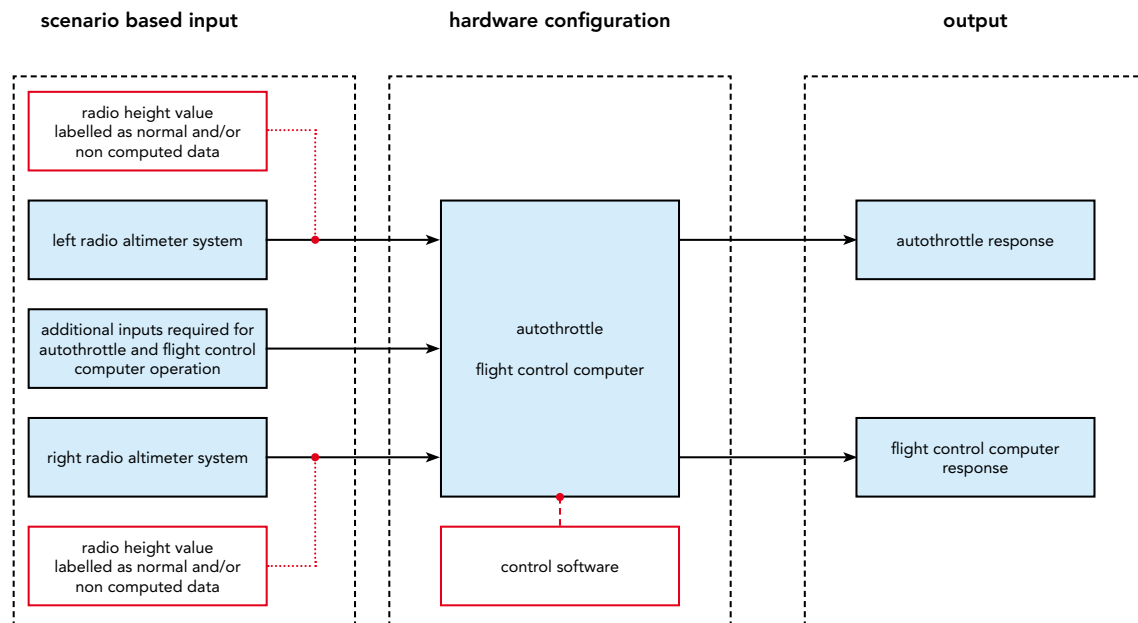 scenario based input
hardware configuration
output
radio height value
labelled as normal and/or
non computed data
left radio altimeter system
additional inputs required for
autothrottle and flight control
computer operation
right radio altimeter system
radio height value
labelled as normal and/or
non computed data
autothrottle
flight control computer
control software
autothrottle response
flight control computer
response